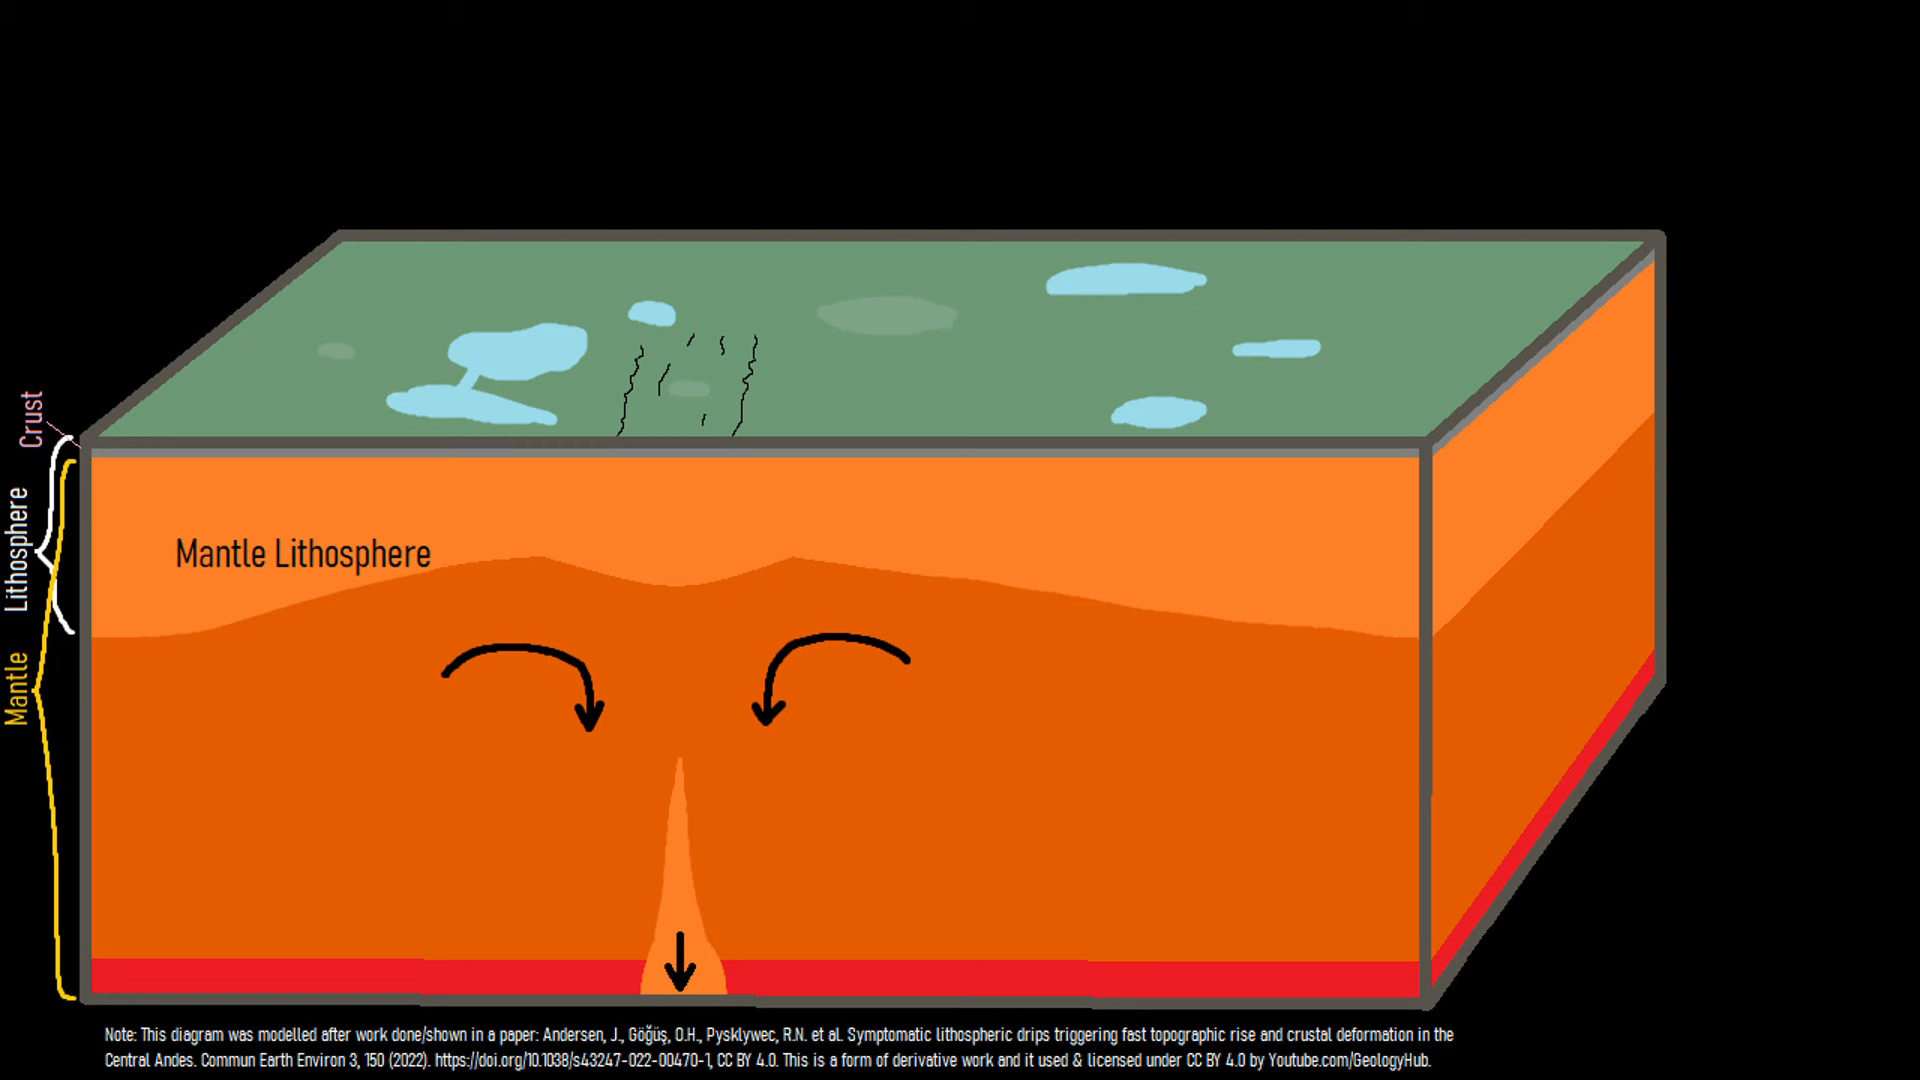 Crust
Lithosphere
Mantle
Mantle Lithosphere
Note: This diagram was modelled after work done/shown in a paper: Andersen, J., Göğüş, O.H., Pysklywec, R.N. et al. Symptomatic lithospheric drips triggering fast topographic rise and crustal deformation in the
Central Andes. Commun Earth Environ 3, 150 (2022). https://doi.org/10.1038/s43247-022-00470-1, CC BY 4.0. This is a form of derivative work and it used & licensed under CC BY 4.0 by Youtube.com/GeologyHub.